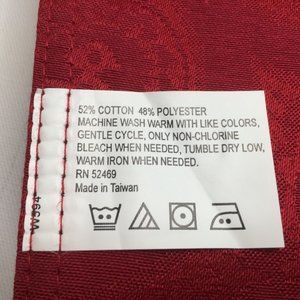 52% COTTON 48% POLYESTER
MACHINE WASH WARM WITH LIKE COLORS,
GENTLE CYCLE, ONLY NON-CHLORINE
BLEACH WHEN NEEDED, TUMBLE DRY LOW,
WARM IRON WHEN NEEDED.
RN 52469
Made in Taiwan